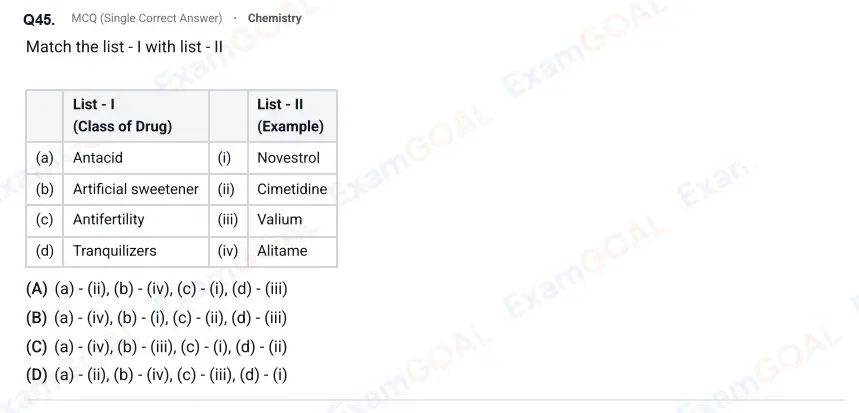 Q45. MCQ (Single Correct Answer) · Chemistry
Match the list - I with list - II
List - I (Class of Drug) List - II (Example)
(a) Antacid (i) Novestrol
(b) Artificial sweetener (ii) Cimetidine
(c) Antifertility (iii) Valium
(d) Tranquilizers (iv) Alitame
(A) (a) - (ii), (b) - (iv), (c) - (i), (d) - (iii)
(B) (a) - (iv), (b) - (i), (c) - (ii), (d) - (iii)
(C) (a) - (iv), (b) - (iii), (c) - (i), (d) - (ii)
(D) (a) - (ii), (b) - (iv), (c) - (iii), (d) - (i)
ExamGOAL